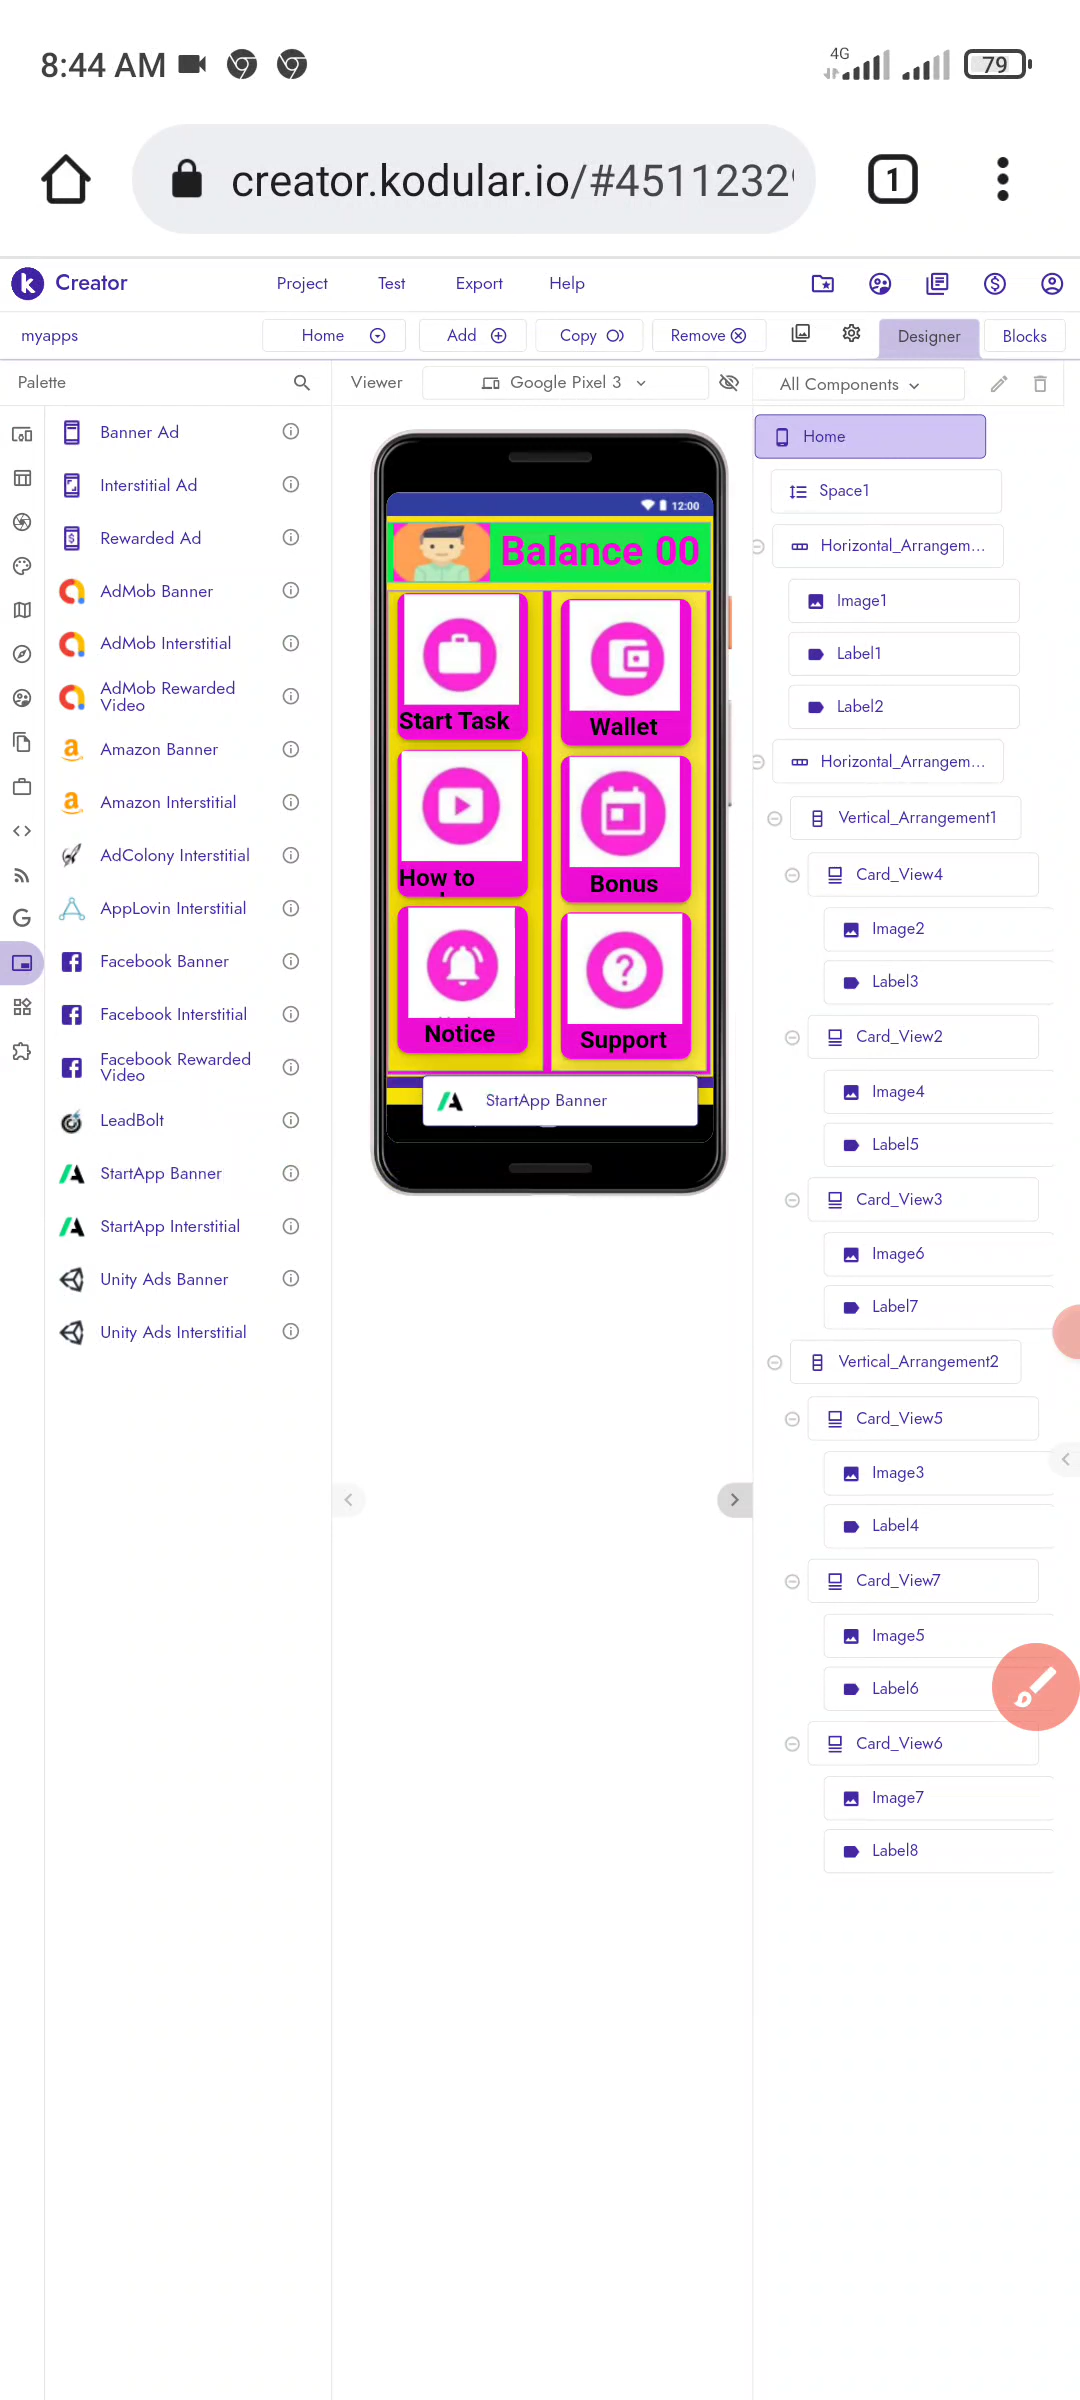 8:44 AM
4G
79
creator.kodular.io/#4511232
1
Creator
Project
Test
Export
Help
myapps
Home
Add
Copy
Remove
Designer
Blocks
Palette
Viewer
Google Pixel 3
All Components
Banner Ad
Interstitial Ad
Rewarded Ad
AdMob Banner
AdMob Interstitial
AdMob Rewarded
Video
Amazon Banner
Amazon Interstitial
AdColony Interstitial
AppLovin Interstitial
Facebook Banner
Facebook Interstitial
Facebook Rewarded
Video
LeadBolt
StartApp Banner
StartApp Interstitial
Unity Ads Banner
Unity Ads Interstitial
12:00
Balance 00
Start Task
Wallet
How to
Bonus
Notice
Support
StartApp Banner
Home
Space1
Horizontal_Arrangem...
Image1
Label1
Label2
Horizontal_Arrangem...
Vertical_Arrangement1
Card_View4
Image2
Label3
Card_View2
Image4
Label5
Card_View3
Image6
Label7
Vertical_Arrangement2
Card_View5
Image3
Label4
Card_View7
Image5
Label6
Card_View6
Image7
Label8